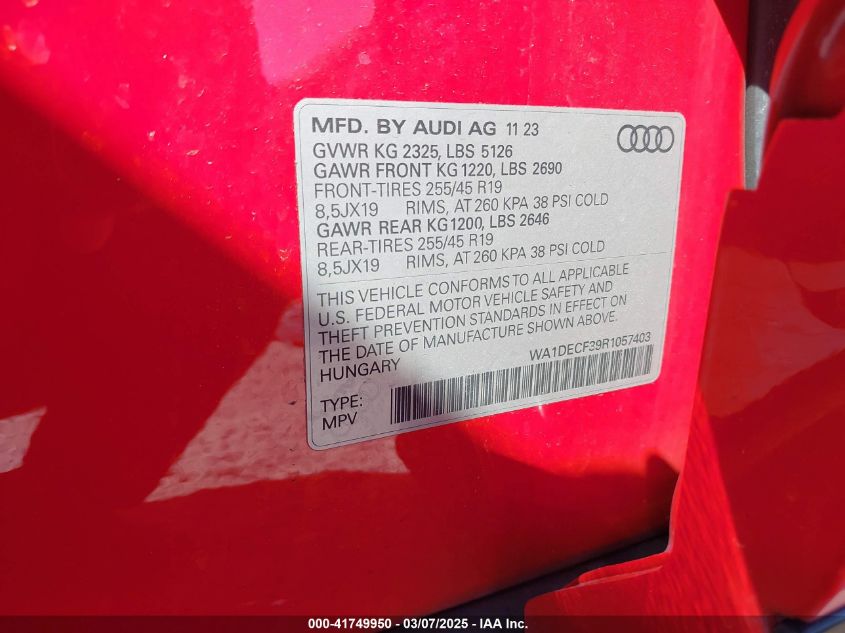 MFD. BY AUDI AG 11 23
GVWR KG 2325, LBS 5126
GAWR FRONT KG 1220, LBS 2690
FRONT-TIRES 255/45 R19
8,5JX19 RIMS, AT 260 KPA 38 PSI COLD
GAWR REAR KG1200, LBS 2646
REAR-TIRES 255/45 R19
8,5JX19 RIMS, AT 260 KPA 38 PSI COLD
THIS VEHICLE CONFORMS TO ALL APPLICABLE
U.S. FEDERAL MOTOR VEHICLE SAFETY AND
THEFT PREVENTION STANDARDS IN EFFECT ON
THE DATE OF MANUFACTURE SHOWN ABOVE.
HUNGARY WA1DECF39R1057403
TYPE:
MPV
000-41749950 — 03/07/2025 — IAA Inc.